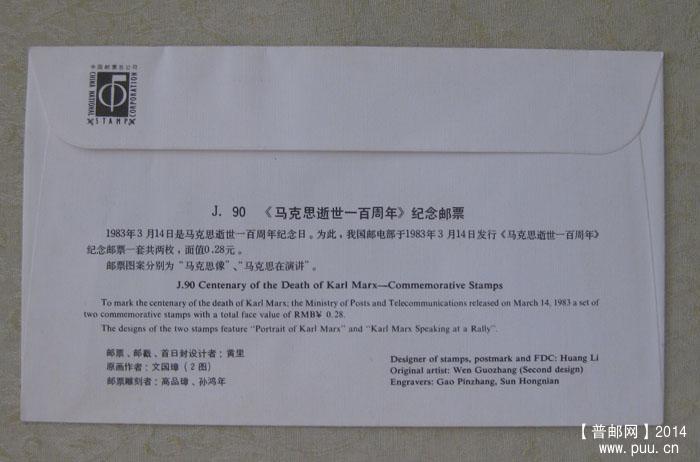 中国邮票总公司
CHINA NATIONAL
STAMP
CORPORATION
J. 90 《马克思逝世一百周年》纪念邮票
1983年3月14日是马克思逝世一百周年纪念日。为此，我国邮电部于1983年3月14日发行《马克思逝世一百周年》
纪念邮票一套共两枚，面值0.28元。
邮票图案分别为“马克思像”、“马克思在演讲”。
J.90 Centenary of the Death of Karl Marx—Commemorative Stamps
To mark the centenary of the death of Karl Marx; the Ministry of Posts and Telecommunications released on March 14, 1983 a set of
two commemorative stamps with a total face value of RMB¥ 0.28.
The designs of the two stamps feature “Portrait of Karl Marx” and “Karl Marx Speaking at a Rally”.
邮票、邮戳、首日封设计者：黄里
原画作者：文国璋（2图）
邮票雕刻者：高品璋、孙鸿年
Designer of stamps, postmark and FDC: Huang Li
Original artist: Wen Guozhang (Second design)
Engravers: Gao Pinzhang, Sun Hongnian
【普邮网】2014
www.puu.cn